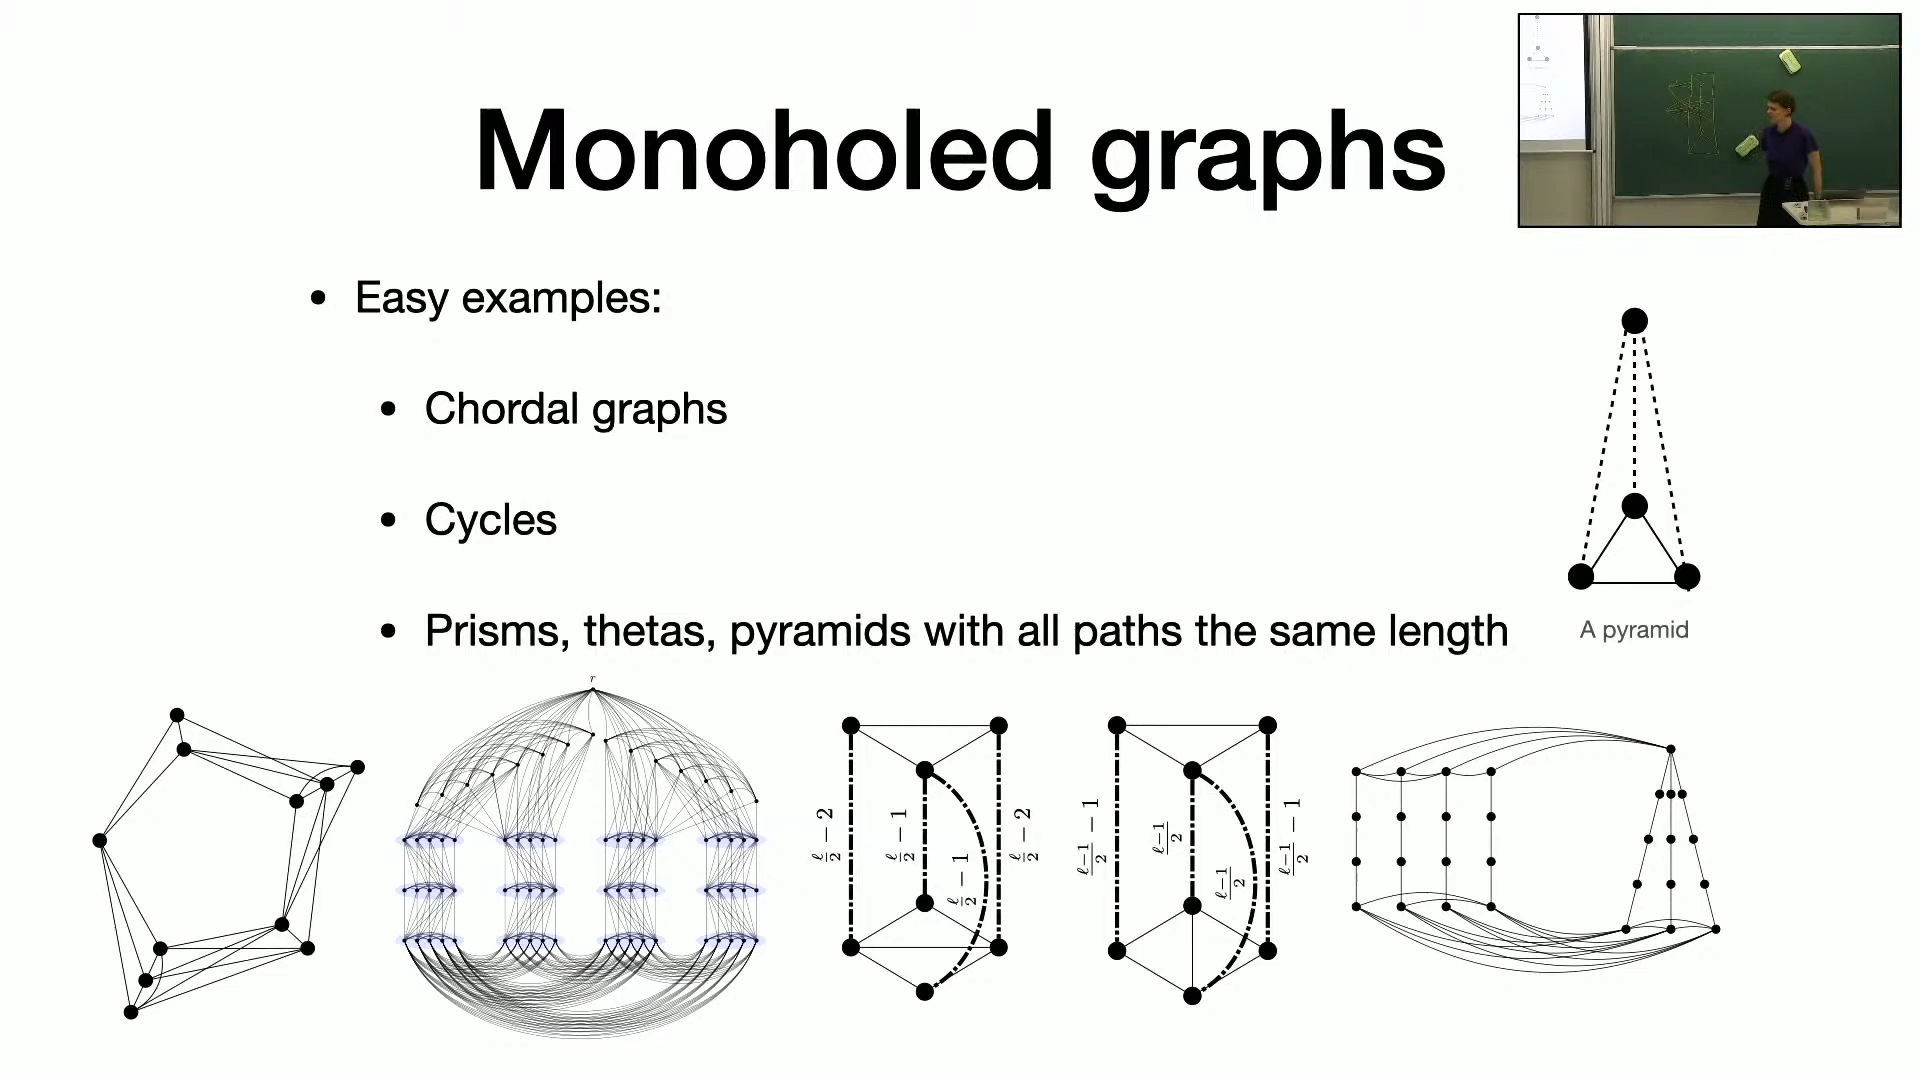 Monoholed graphs
• Easy examples:
• Chordal graphs
• Cycles
• Prisms, thetas, pyramids with all paths the same length
A pyramid
r
ℓ/2 − 2
ℓ/2 − 1
ℓ/2 − 1
ℓ/2 − 2
(ℓ−1)/2 − 1
(ℓ−1)/2
(ℓ−1)/2
(ℓ−1)/2 − 1